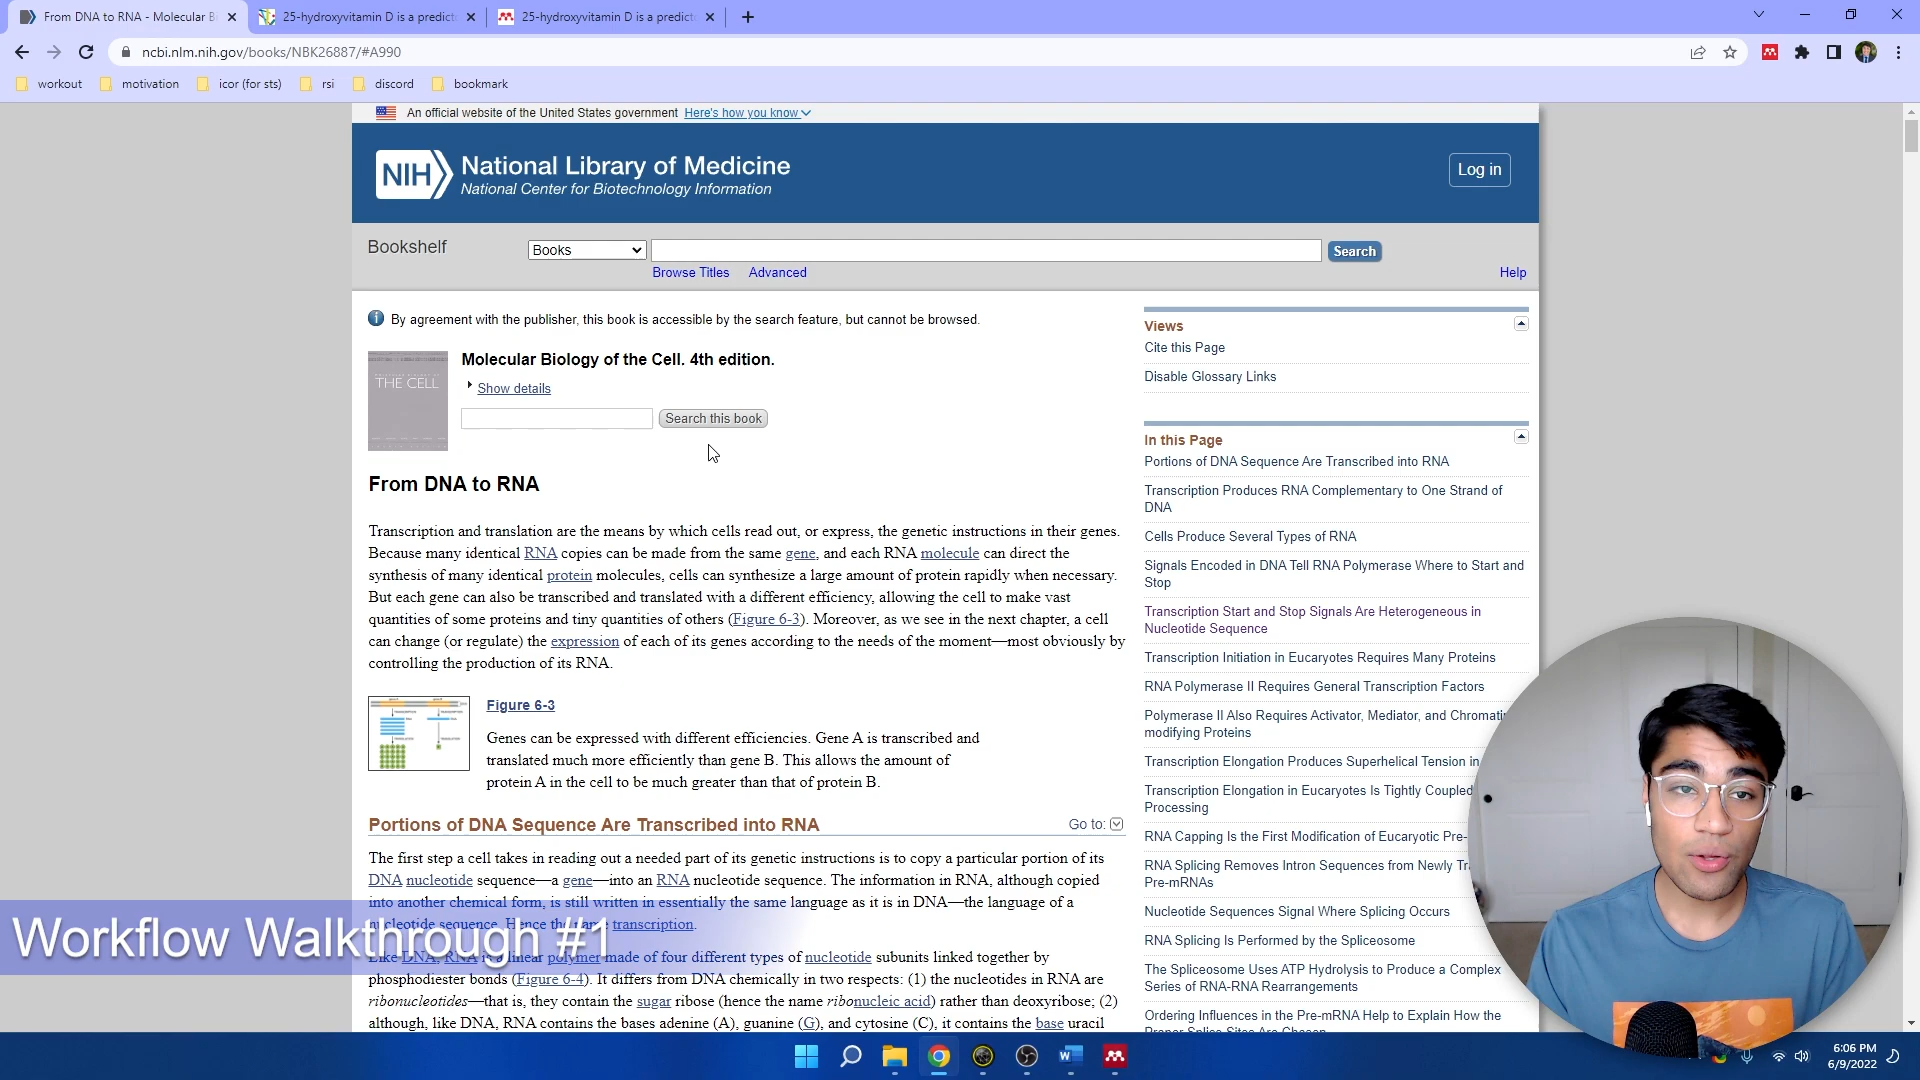 From DNA to RNA - Molecular B
25-hydroxyvitamin D is a predict
25-hydroxyvitamin D is a predict
ncbi.nlm.nih.gov/books/NBK26887/#A990
workout
motivation
icor (for sts)
rsi
discord
bookmark
An official website of the United States government Here's how you know
NIH
National Library of Medicine
National Center for Biotechnology Information
Log in
Bookshelf
Books
Search
Browse Titles
Advanced
Help
By agreement with the publisher, this book is accessible by the search feature, but cannot be browsed.
THE CELL
Molecular Biology of the Cell. 4th edition.
Show details
Search this book
From DNA to RNA
Transcription and translation are the means by which cells read out, or express, the genetic instructions in their genes.
Because many identical RNA copies can be made from the same gene, and each RNA molecule can direct the
synthesis of many identical protein molecules, cells can synthesize a large amount of protein rapidly when necessary.
But each gene can also be transcribed and translated with a different efficiency, allowing the cell to make vast
quantities of some proteins and tiny quantities of others (Figure 6-3). Moreover, as we see in the next chapter, a cell
can change (or regulate) the expression of each of its genes according to the needs of the moment—most obviously by
controlling the production of its RNA.
Figure 6-3
Genes can be expressed with different efficiencies. Gene A is transcribed and
translated much more efficiently than gene B. This allows the amount of
protein A in the cell to be much greater than that of protein B.
Portions of DNA Sequence Are Transcribed into RNA
Go to:
The first step a cell takes in reading out a needed part of its genetic instructions is to copy a particular portion of its
DNA nucleotide sequence—a gene—into an RNA nucleotide sequence. The information in RNA, although copied
into another chemical form, is still written in essentially the same language as it is in DNA—the language of a
nucleotide sequence. Hence the name transcription.
Like DNA, RNA is a linear polymer made of four different types of nucleotide subunits linked together by
phosphodiester bonds (Figure 6-4). It differs from DNA chemically in two respects: (1) the nucleotides in RNA are
ribonucleotides—that is, they contain the sugar ribose (hence the name ribonucleic acid) rather than deoxyribose; (2)
although, like DNA, RNA contains the bases adenine (A), guanine (G), and cytosine (C), it contains the base uracil
Views
Cite this Page
Disable Glossary Links
In this Page
Portions of DNA Sequence Are Transcribed into RNA
Transcription Produces RNA Complementary to One Strand of
DNA
Cells Produce Several Types of RNA
Signals Encoded in DNA Tell RNA Polymerase Where to Start and
Stop
Transcription Start and Stop Signals Are Heterogeneous in
Nucleotide Sequence
Transcription Initiation in Eucaryotes Requires Many Proteins
RNA Polymerase II Requires General Transcription Factors
Polymerase II Also Requires Activator, Mediator, and Chromatin
modifying Proteins
Transcription Elongation Produces Superhelical Tension in
Transcription Elongation in Eucaryotes Is Tightly Coupled
Processing
RNA Capping Is the First Modification of Eucaryotic Pre-
RNA Splicing Removes Intron Sequences from Newly Tra
Pre-mRNAs
Nucleotide Sequences Signal Where Splicing Occurs
RNA Splicing Is Performed by the Spliceosome
The Spliceosome Uses ATP Hydrolysis to Produce a Complex
Series of RNA-RNA Rearrangements
Ordering Influences in the Pre-mRNA Help to Explain How the
Proper Splice Sites Are Chosen
Workflow Walkthrough #1
6:06 PM
6/9/2022